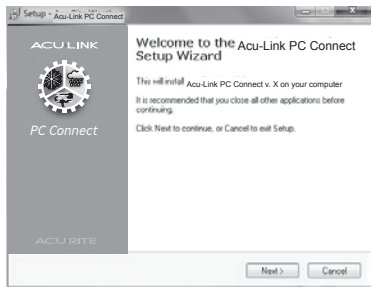 Setup - Acu-Link PC Connect
ACU LINK
PC Connect
ACU RITE
Welcome to the Acu-Link PC Connect
Setup Wizard
This will install Acu-Link PC Connect v. X on your computer
It is recommended that you close all other applications before
continuing.
Click Next to continue, or Cancel to exit Setup.
Next >
Cancel